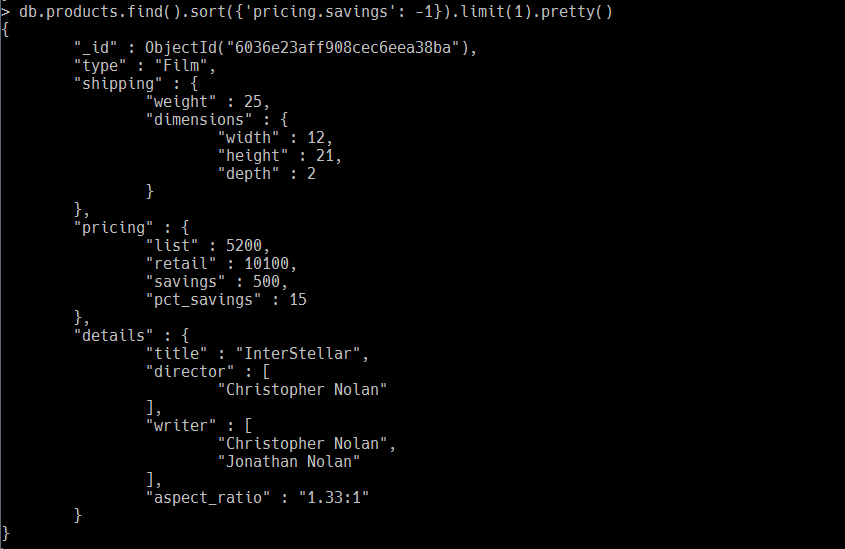 > db.products.find().sort({'pricing.savings': -1}).limit(1).pretty()
{
        "_id" : ObjectId("6036e23aff908cec6eea38ba"),
        "type" : "Film",
        "shipping" : {
                "weight" : 25,
                "dimensions" : {
                        "width" : 12,
                        "height" : 21,
                        "depth" : 2
                }
        },
        "pricing" : {
                "list" : 5200,
                "retail" : 10100,
                "savings" : 500,
                "pct_savings" : 15
        },
        "details" : {
                "title" : "InterStellar",
                "director" : [
                        "Christopher Nolan"
                ],
                "writer" : [
                        "Christopher Nolan",
                        "Jonathan Nolan"
                ],
                "aspect_ratio" : "1.33:1"
        }
}